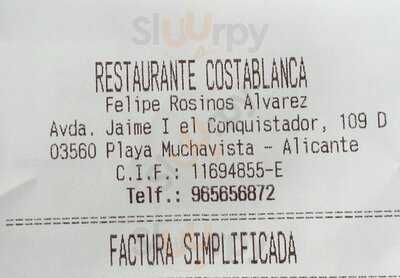 Sluurpy
RESTAURANTE COSTABLANCA
Felipe Rosinos Alvarez
Avda. Jaime I el Conquistador, 109 D
03560 Playa Muchavista - Alicante
C.I.F.: 11694855-E
Telf.: 965656872
FACTURA SIMPLIFICADA